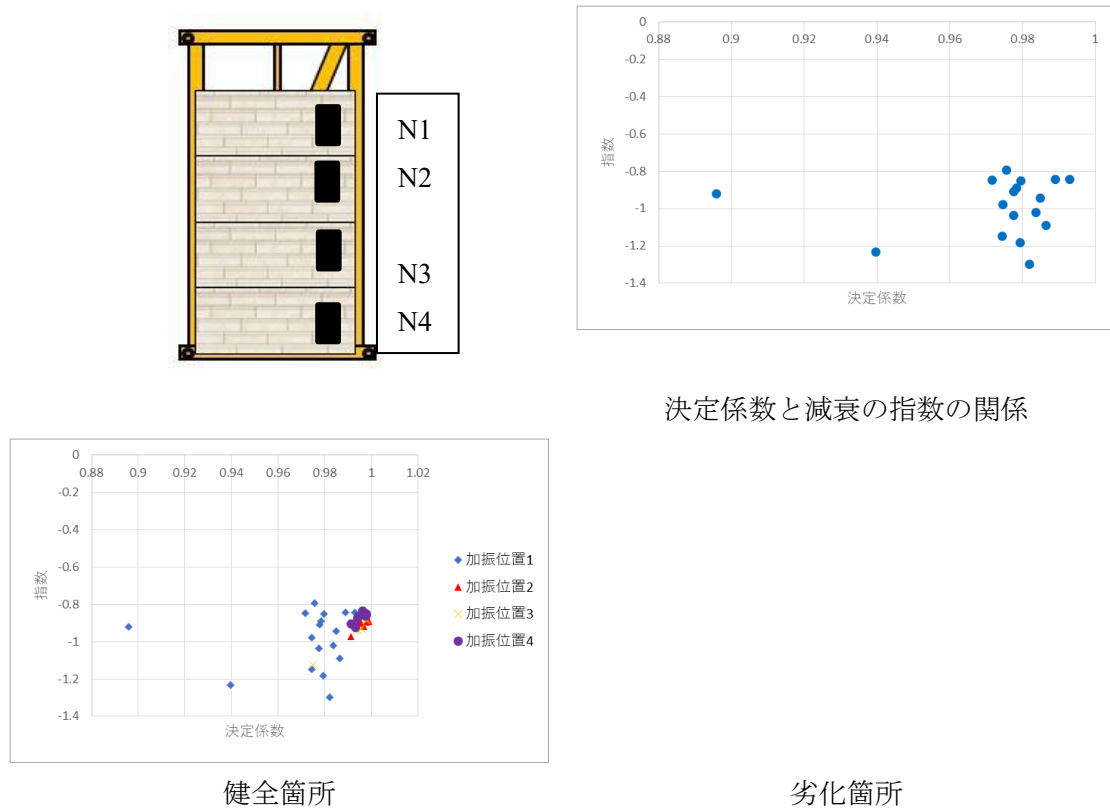 N1
N2
N3
N4
0
0.88 0.9 0.92 0.94 0.96 0.98 1
-0.2
-0.4
-0.6
-0.8
-1
-1.2
-1.4
指数
決定係数
決定係数と減衰の指数の関係
0
0.88 0.9 0.92 0.94 0.96 0.98 1 1.02
-0.2
-0.4
-0.6
-0.8
-1
-1.2
-1.4
指数
決定係数
加振位置1
加振位置2
加振位置3
加振位置4
健全箇所
劣化箇所